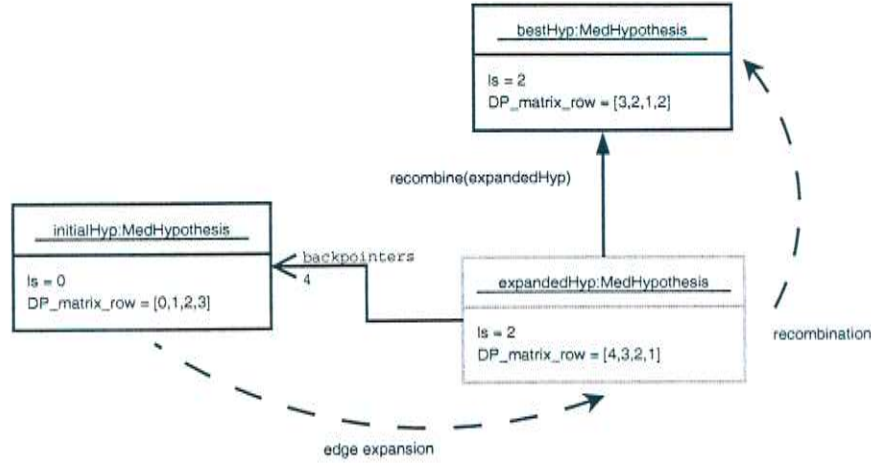 bestHyp:MedHypothesis
ls = 2
DP_matrix_row = [3,2,1,2]
recombine(expandedHyp)
initialHyp:MedHypothesis
ls = 0
DP_matrix_row = [0,1,2,3]
backpointers
4
expandedHyp:MedHypothesis
ls = 2
DP_matrix_row = [4,3,2,1]
recombination
edge expansion